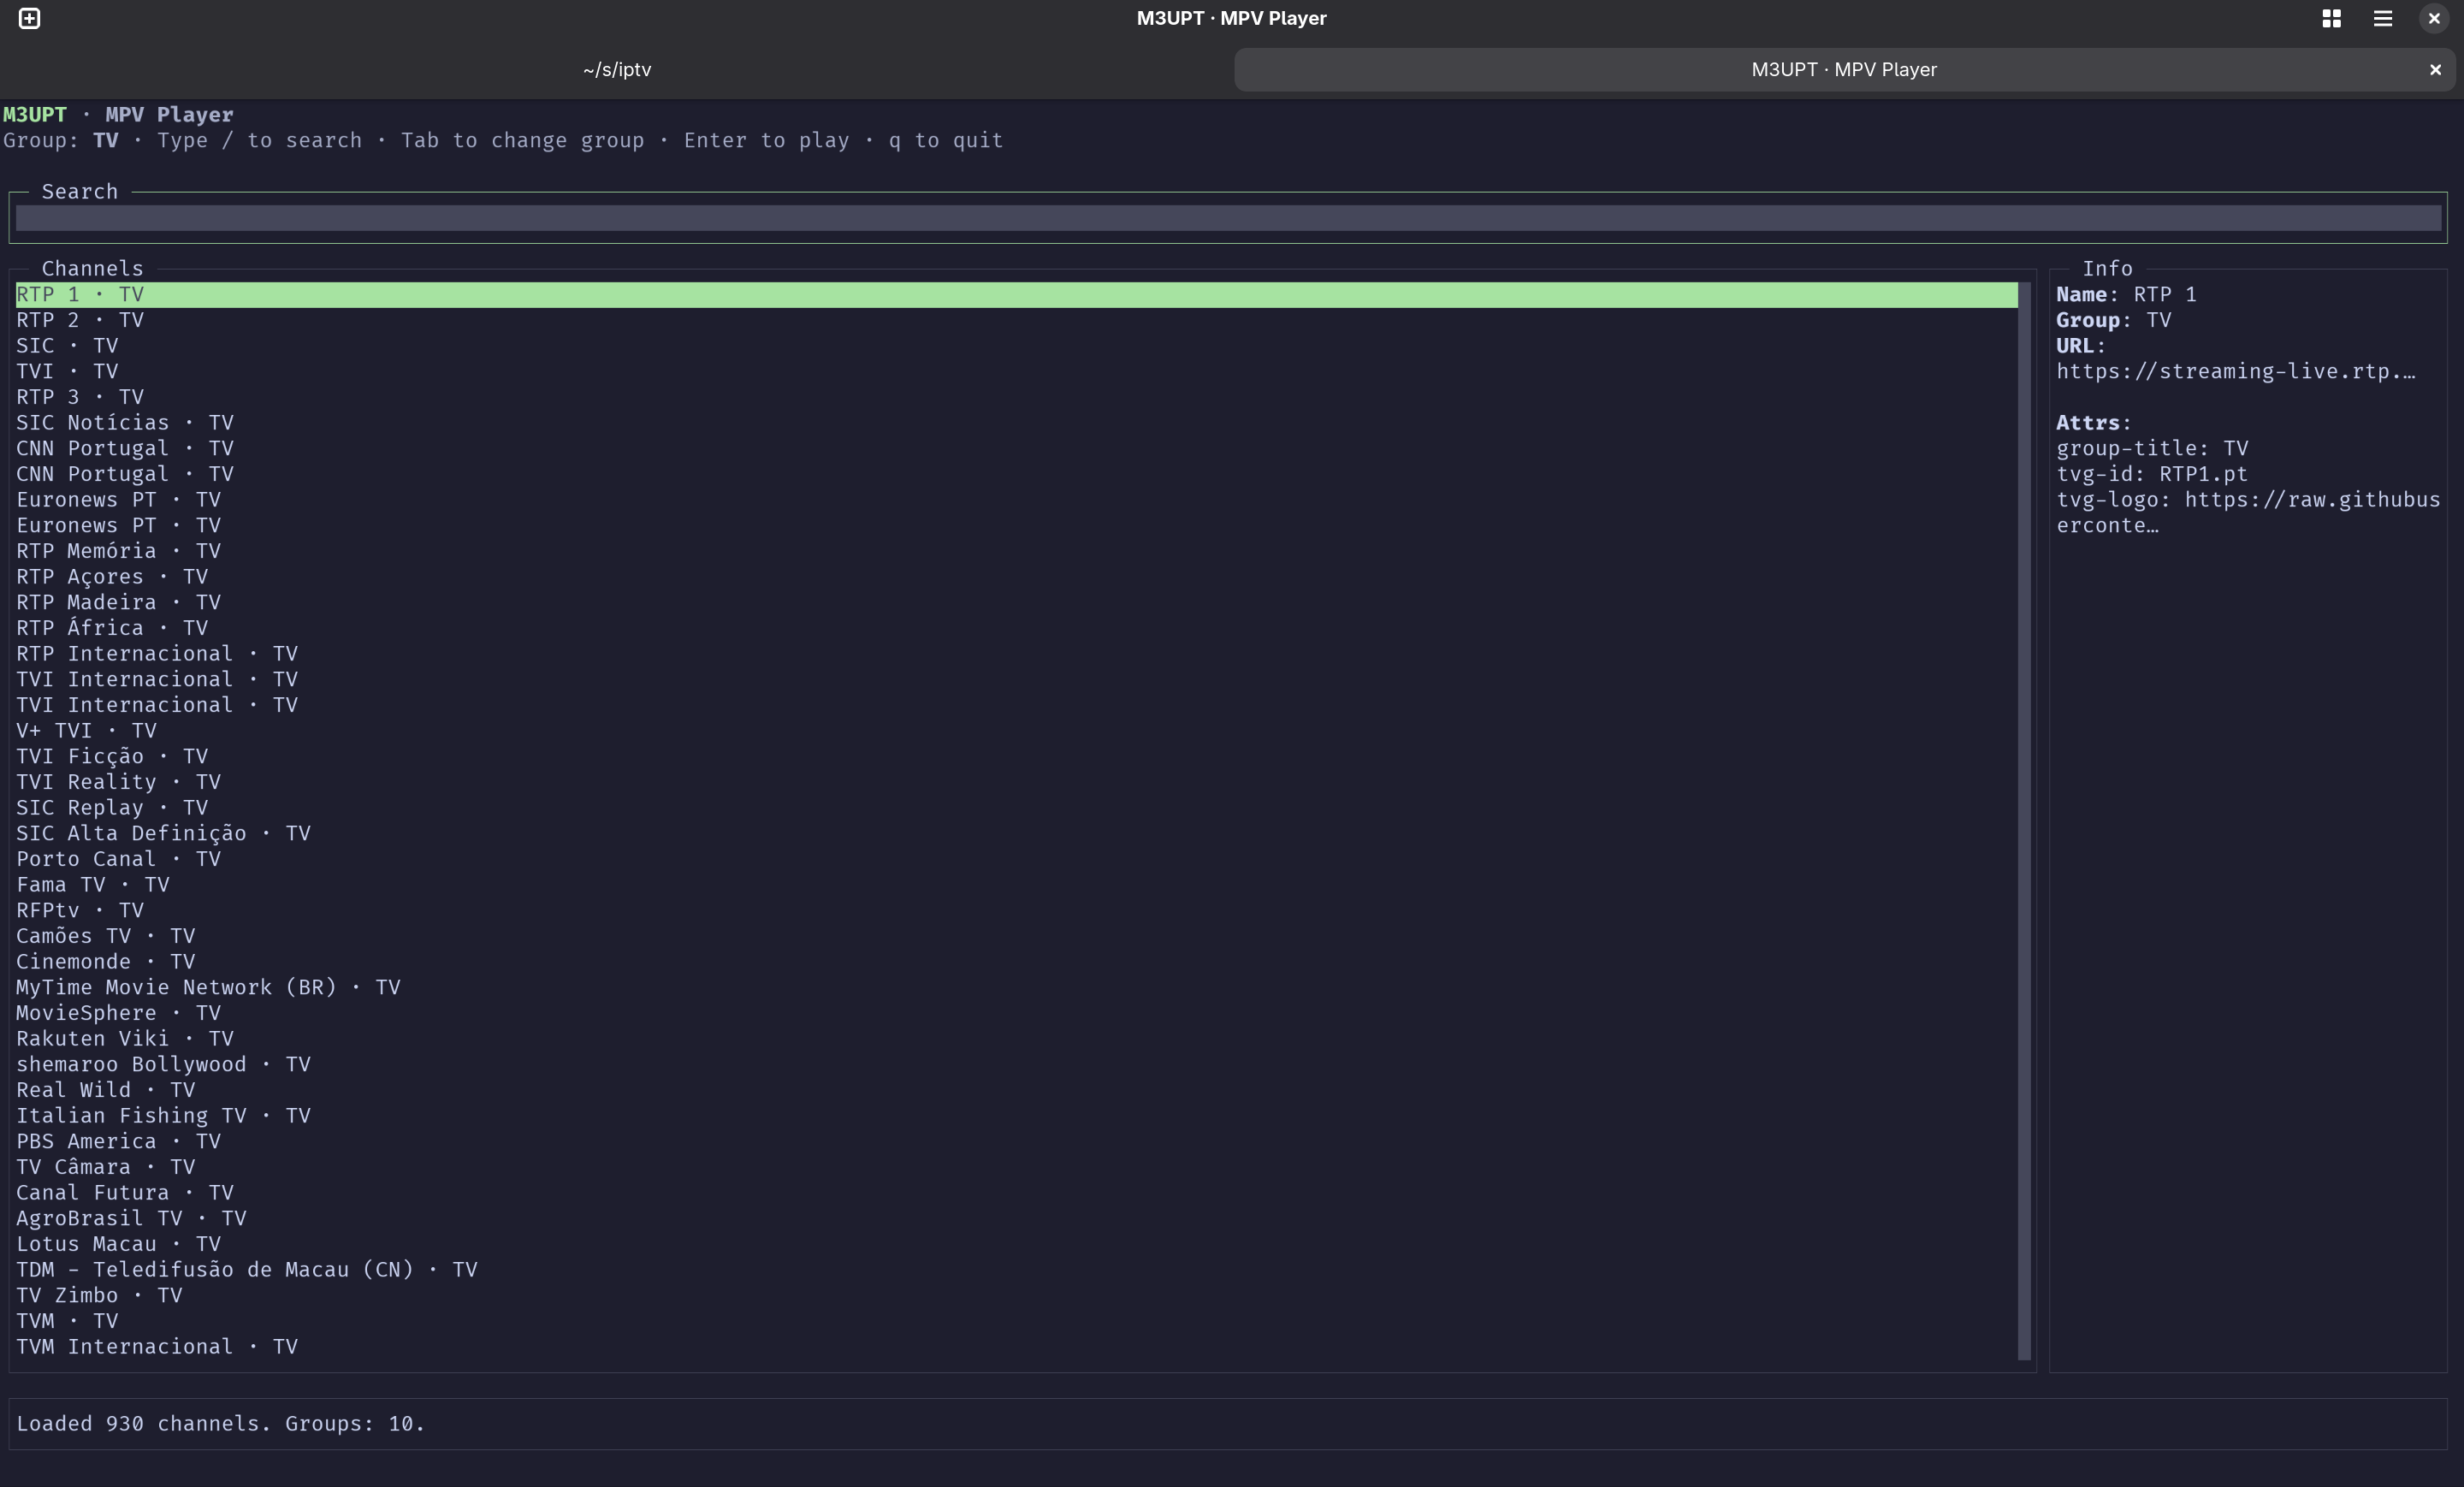 M3UPT · MPV Player
~/s/iptv
M3UPT · MPV Player
M3UPT · MPV Player
Group: TV · Type / to search · Tab to change group · Enter to play · q to quit
Search
Channels
RTP 1 · TV
RTP 2 · TV
SIC · TV
TVI · TV
RTP 3 · TV
SIC Notícias · TV
CNN Portugal · TV
CNN Portugal · TV
Euronews PT · TV
Euronews PT · TV
RTP Memória · TV
RTP Açores · TV
RTP Madeira · TV
RTP África · TV
RTP Internacional · TV
TVI Internacional · TV
TVI Internacional · TV
V+ TVI · TV
TVI Ficção · TV
TVI Reality · TV
SIC Replay · TV
SIC Alta Definição · TV
Porto Canal · TV
Fama TV · TV
RFPtv · TV
Camões TV · TV
Cinemonde · TV
MyTime Movie Network (BR) · TV
MovieSphere · TV
Rakuten Viki · TV
shemaroo Bollywood · TV
Real Wild · TV
Italian Fishing TV · TV
PBS America · TV
TV Câmara · TV
Canal Futura · TV
AgroBrasil TV · TV
Lotus Macau · TV
TDM - Teledifusão de Macau (CN) · TV
TV Zimbo · TV
TVM · TV
TVM Internacional · TV
Info
Name: RTP 1
Group: TV
URL:
https://streaming-live.rtp.…
Attrs:
group-title: TV
tvg-id: RTP1.pt
tvg-logo: https://raw.githubus
erconte…
Loaded 930 channels. Groups: 10.